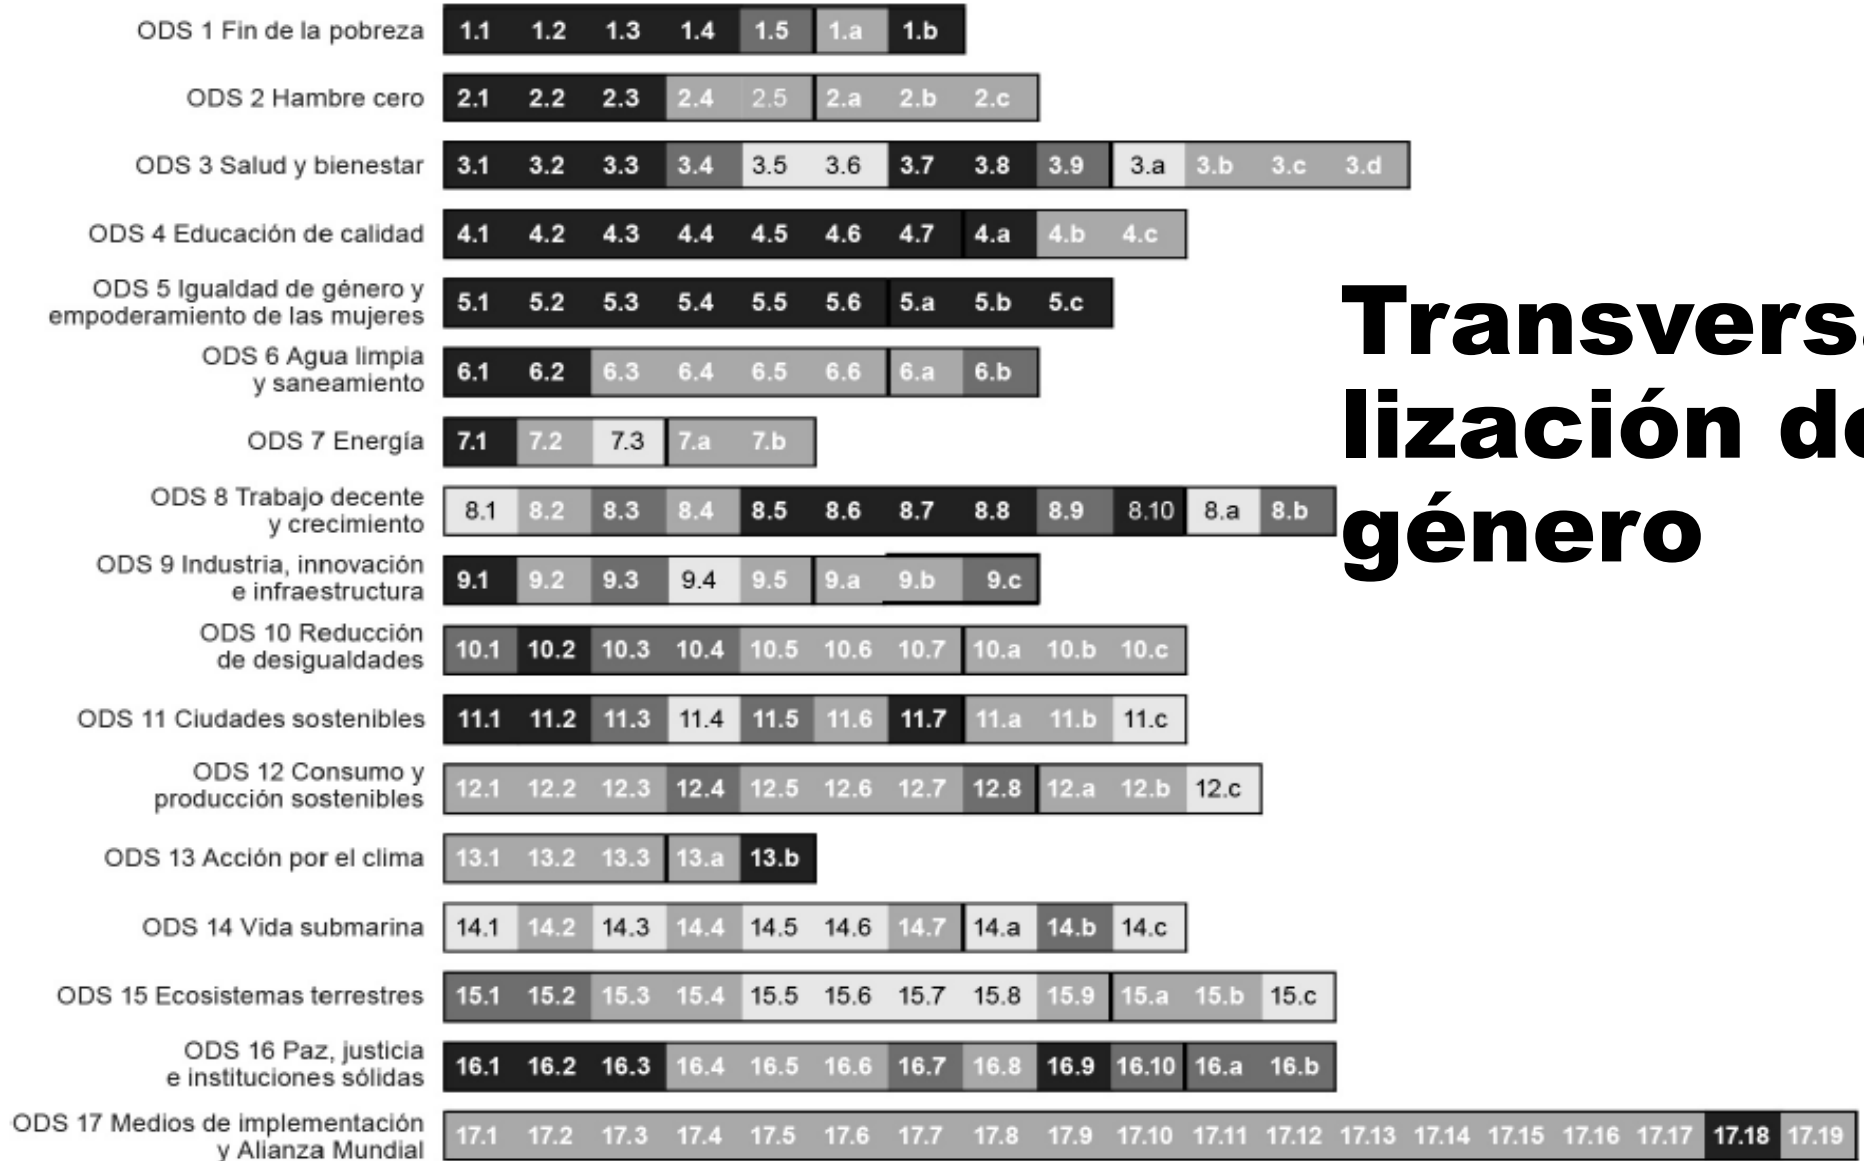 ODS 1 Fin de la pobreza 1.1 1.2 1.3 1.4 1.5 1.a 1.b
ODS 2 Hambre cero 2.1 2.2 2.3 2.4 2.5 2.a 2.b 2.c
ODS 3 Salud y bienestar 3.1 3.2 3.3 3.4 3.5 3.6 3.7 3.8 3.9 3.a 3.b 3.c 3.d
ODS 4 Educación de calidad 4.1 4.2 4.3 4.4 4.5 4.6 4.7 4.a 4.b 4.c
ODS 5 Igualdad de género y
empoderamiento de las mujeres 5.1 5.2 5.3 5.4 5.5 5.6 5.a 5.b 5.c
ODS 6 Agua limpia
y saneamiento 6.1 6.2 6.3 6.4 6.5 6.6 6.a 6.b
ODS 7 Energía 7.1 7.2 7.3 7.a 7.b
ODS 8 Trabajo decente
y crecimiento 8.1 8.2 8.3 8.4 8.5 8.6 8.7 8.8 8.9 8.10 8.a 8.b
ODS 9 Industria, innovación
e infraestructura 9.1 9.2 9.3 9.4 9.5 9.a 9.b 9.c
ODS 10 Reducción
de desigualdades 10.1 10.2 10.3 10.4 10.5 10.6 10.7 10.a 10.b 10.c
ODS 11 Ciudades sostenibles 11.1 11.2 11.3 11.4 11.5 11.6 11.7 11.a 11.b 11.c
ODS 12 Consumo y
producción sostenibles 12.1 12.2 12.3 12.4 12.5 12.6 12.7 12.8 12.a 12.b 12.c
ODS 13 Acción por el clima 13.1 13.2 13.3 13.a 13.b
ODS 14 Vida submarina 14.1 14.2 14.3 14.4 14.5 14.6 14.7 14.a 14.b 14.c
ODS 15 Ecosistemas terrestres 15.1 15.2 15.3 15.4 15.5 15.6 15.7 15.8 15.9 15.a 15.b 15.c
ODS 16 Paz, justicia
e instituciones sólidas 16.1 16.2 16.3 16.4 16.5 16.6 16.7 16.8 16.9 16.10 16.a 16.b
ODS 17 Medios de implementación
y Alianza Mundial 17.1 17.2 17.3 17.4 17.5 17.6 17.7 17.8 17.9 17.10 17.11 17.12 17.13 17.14 17.15 17.16 17.17 17.18 17.19
Transversa
lización de
género